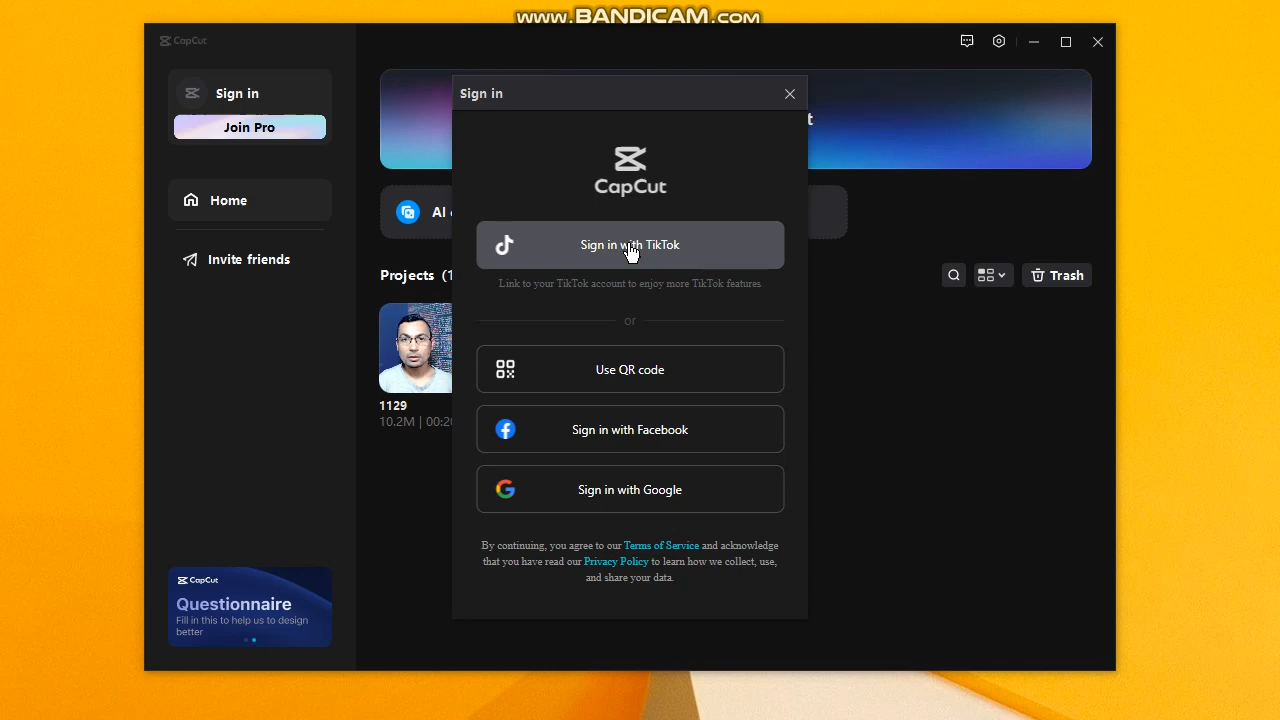 www.BANDICAM.com
CapCut
Sign in
Join Pro
Home
Invite friends
CapCut
Questionnaire
Fill in this to help us to design
better
t
AI
Projects (1
Trash
1129
10.2M | 00:2
Sign in
CapCut
Sign in with TikTok
Link to your TikTok account to enjoy more TikTok features
or
Use QR code
Sign in with Facebook
Sign in with Google
By continuing, you agree to our Terms of Service and acknowledge
that you have read our Privacy Policy to learn how we collect, use,
and share your data.